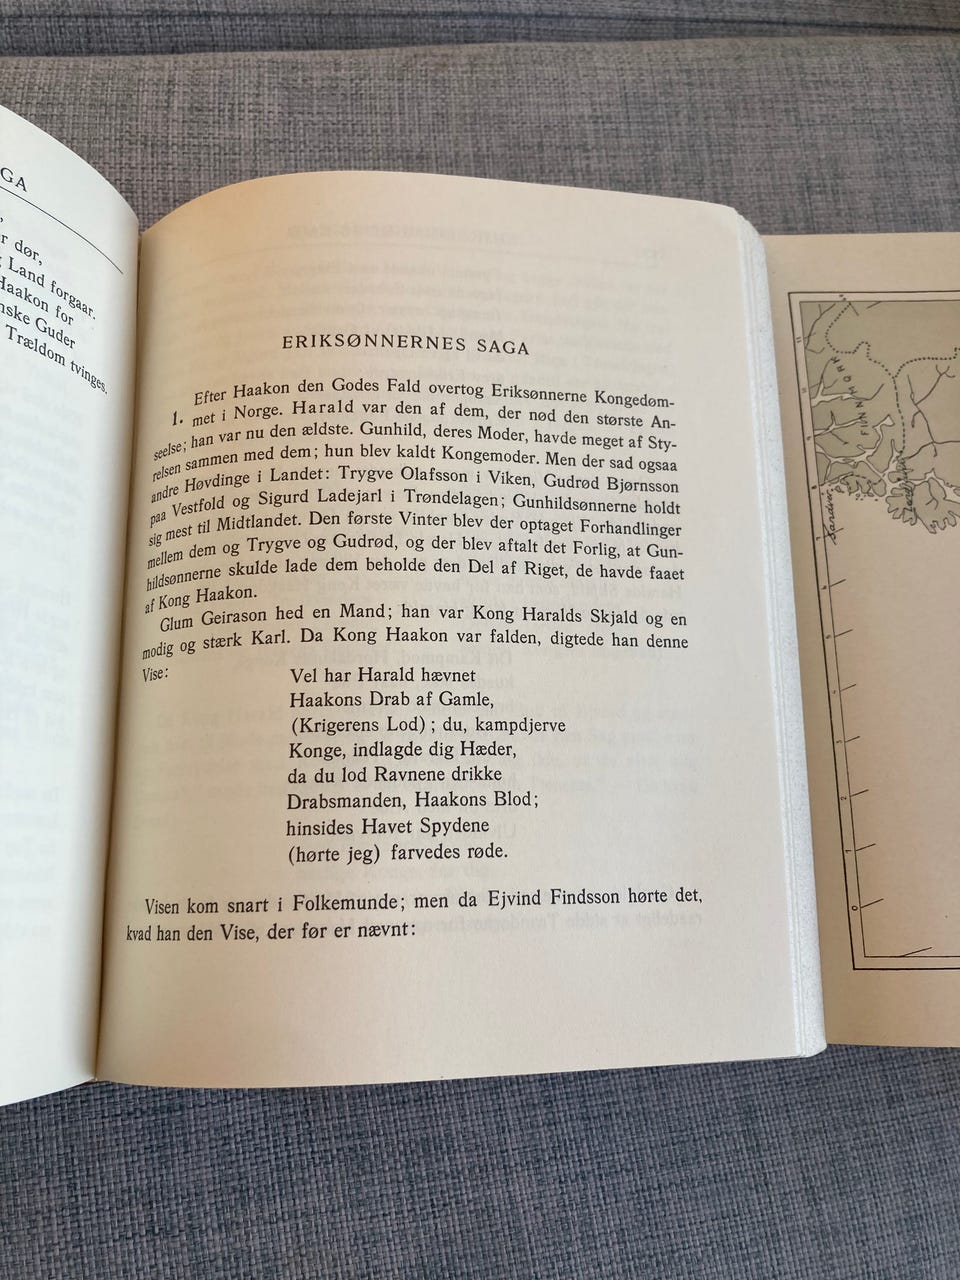 GA
r dør,
Land forgaar.
Haakon for
nske Guder
Trældom tvinges.
ERIKSØNNERNES SAGA
Efter Haakon den Godes Fald overtog Eriksønnerne Kongedøm-
1. met i Norge. Harald var den af dem, der nød den største An-
seelse; han var nu den ældste. Gunhild, deres Moder, havde meget af Sty-
relsen sammen med dem; hun blev kaldt Kongemoder. Men der sad ogsaa
andre Høvdinge i Landet: Trygve Olafsson i Viken, Gudrød Bjørnsson
paa Vestfold og Sigurd Ladejarl i Trøndelagen; Gunhildsønnerne holdt
sig mest til Midtlandet. Den første Vinter blev der optaget Forhandlinger
mellem dem og Trygve og Gudrød, og der blev aftalt det Forlig, at Gun-
hildsønnerne skulde lade dem beholde den Del af Riget, de havde faaet
af Kong Haakon.
Glum Geirason hed en Mand; han var Kong Haralds Skjald og en
modig og stærk Karl. Da Kong Haakon var falden, digtede han denne
Vise:
Vel har Harald hævnet
Haakons Drab af Gamle,
(Krigerens Lod); du, kampdjerve
Konge, indlagde dig Hæder,
da du lod Ravnene drikke
Drabsmanden, Haakons Blod;
hinsides Havet Spydene
(hørte jeg) farvedes røde.
Visen kom snart i Folkemunde; men da Ejvind Findsson hørte det,
kvad han den Vise, der før er nævnt:
FINNMORK
2
1
0